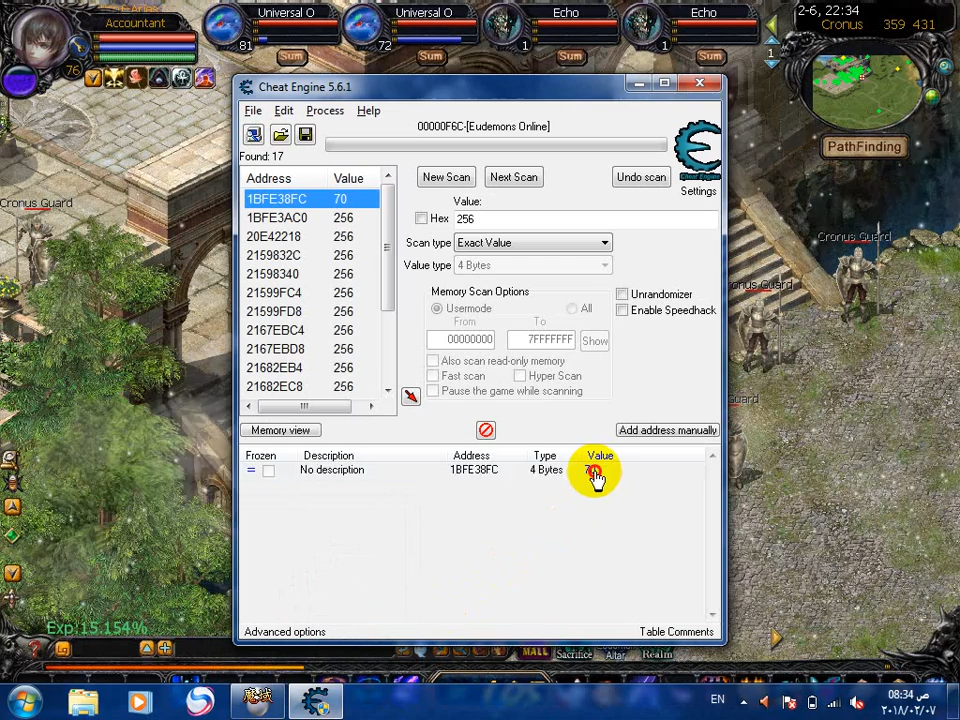 Accountant
76
Universal O
81
Sum
Universal O
72
Sum
Echo
1
Sum
Echo
1
Sum
1
2-6, 22:34
Cronus 359 431
PathFinding
Cronus Guard
Cronus Guard
Cheat Engine 5.6.1
File Edit Process Help
00000F6C-[Eudemons Online]
Found: 17
Settings
Address Value
1BFE38FC 70
1BFE3AC0 256
20E42218 256
2159832C 256
21598340 256
21599FC4 256
21599FD8 256
2167EBC4 256
2167EBD8 256
21682EB4 256
21682EC8 256
New Scan Next Scan Undo scan
Value:
Hex 256
Scan type Exact Value
Value type 4 Bytes
Memory Scan Options
Usermode All
From To
00000000 7FFFFFFF Show
Also scan read-only memory
Fast scan Hyper Scan
Pause the game while scanning
Unrandomizer
Enable Speedhack
Memory view Add address manually
Frozen Description Address Type Value
No description 1BFE38FC 4 Bytes
Advanced options Table Comments
Exp:15.154%
Lg
MALL Sacrifice Altar Realm
EN
08:34 ص
٢٠١٨/٠٢/٠٧